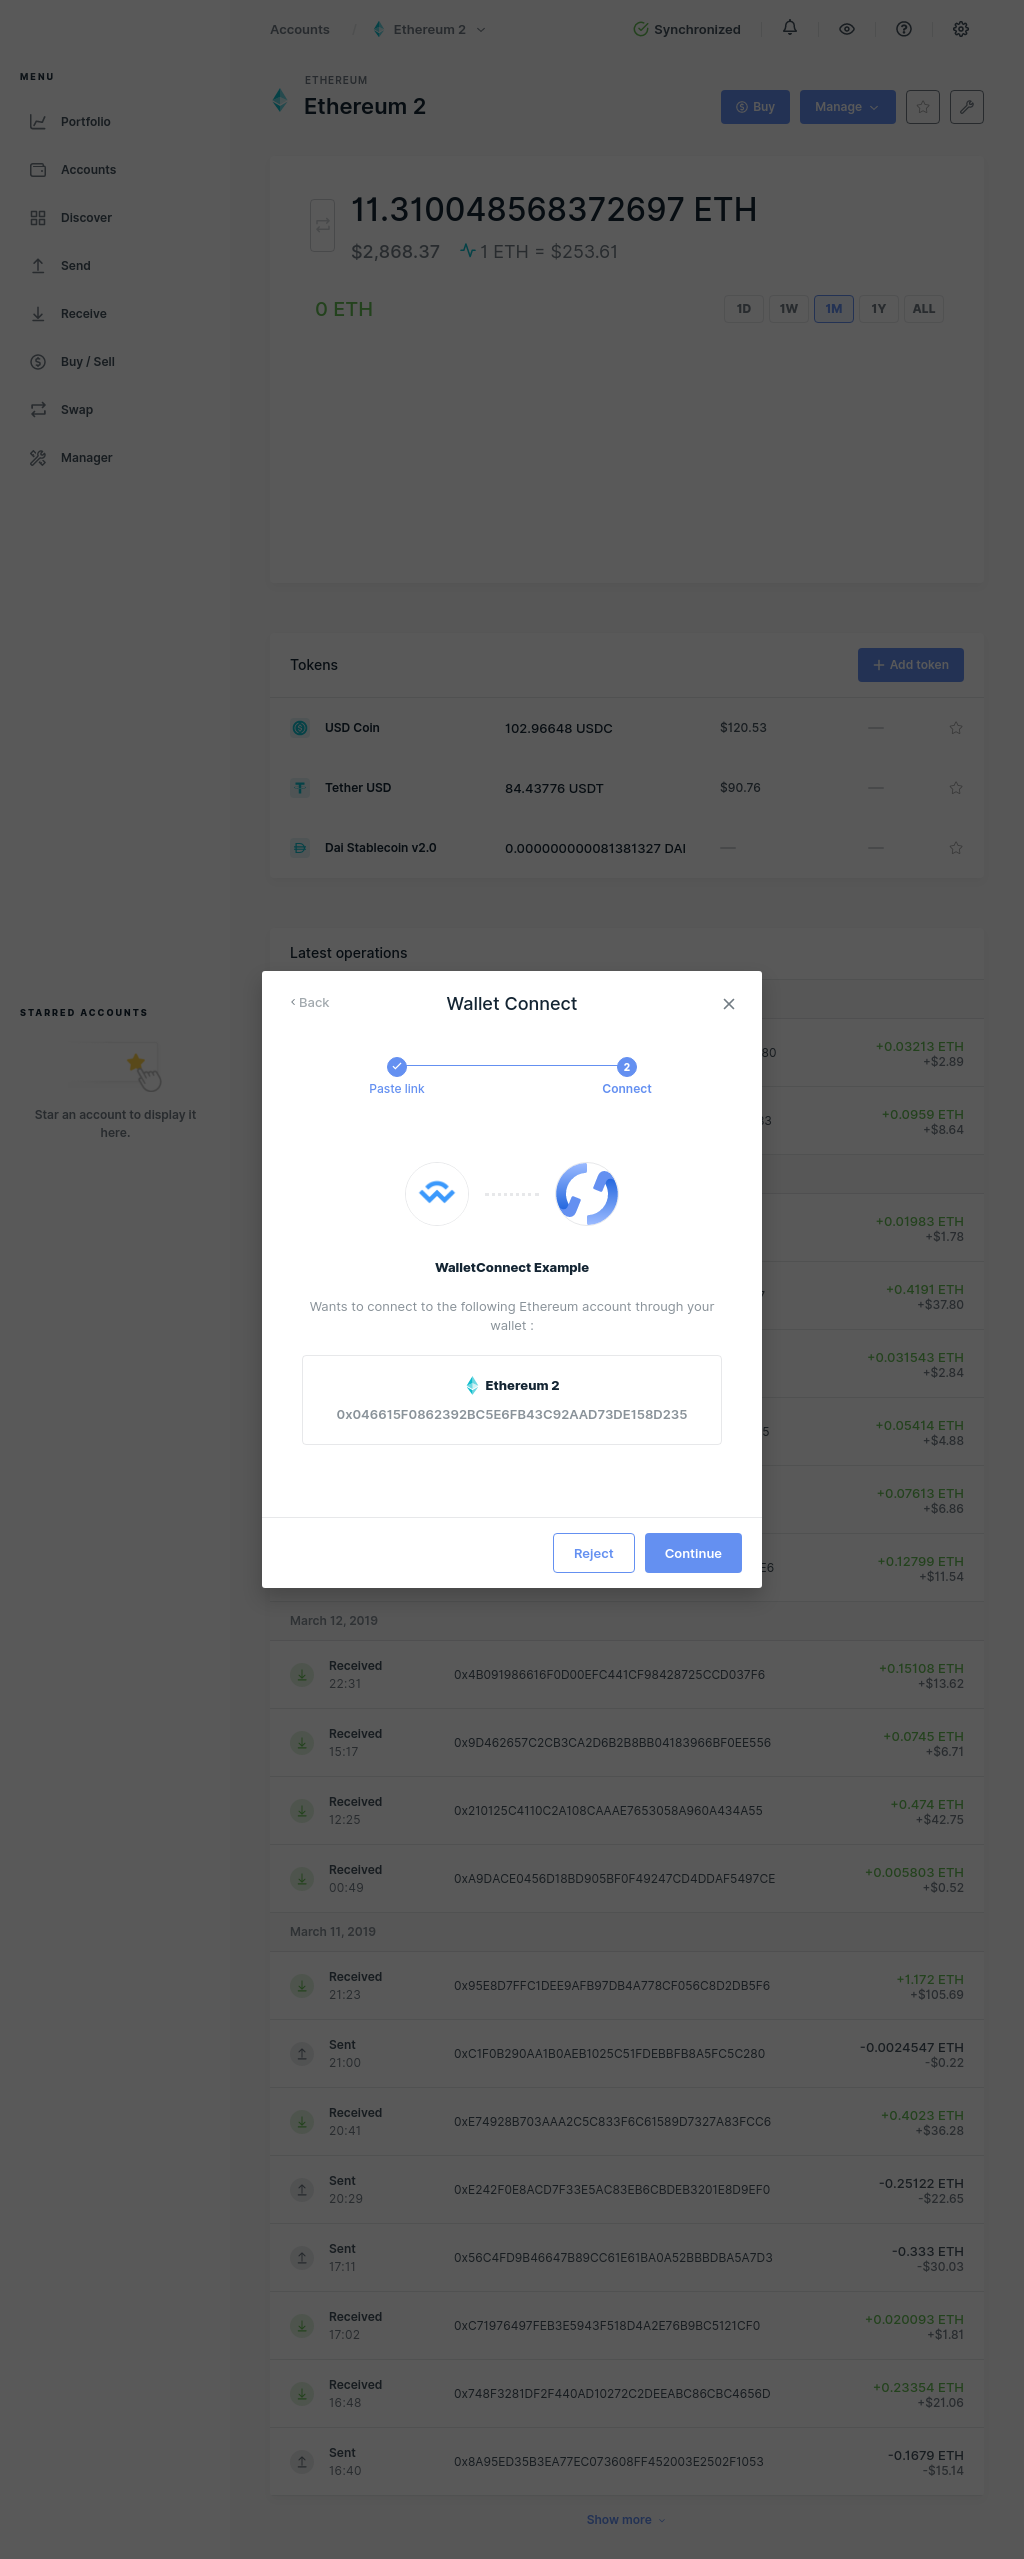 Accounts / Ethereum 2
Synchronized
MENU
Portfolio
Accounts
Discover
Send
Receive
Buy / Sell
Swap
Manager
STARRED ACCOUNTS
Star an account to display it
here.
ETHEREUM
Ethereum 2
Buy
Manage
11.310048568372697 ETH
$2,868.37 1 ETH = $253.61
0 ETH
1D 1W 1M 1Y ALL
Tokens
Add token
USD Coin 102.96648 USDC $120.53 —
Tether USD 84.43776 USDT $90.76 —
Dai Stablecoin v2.0 0.000000000081381327 DAI — —
Latest operations
Back
Wallet Connect
Paste link
2
Connect
WalletConnect Example
Wants to connect to the following Ethereum account through your
wallet :
Ethereum 2
0x046615F0862392BC5E6FB43C92AAD73DE158D235
Reject
Continue
80 +0.03213 ETH
+$2.89
+0.0959 ETH
+$8.64
+0.01983 ETH
+$1.78
+0.4191 ETH
+$37.80
+0.031543 ETH
+$2.84
5 +0.05414 ETH
+$4.88
+0.07613 ETH
+$6.86
E6 +0.12799 ETH
+$11.54
March 12, 2019
Received 0x4B091986616F0D00EFC441CF98428725CCD037F6 +0.15108 ETH
22:31 +$13.62
Received 0x9D462657C2CB3CA2D6B2B8BB04183966BF0EE556 +0.0745 ETH
15:17 +$6.71
Received 0x210125C4110C2A108CAAAE7653058A960A434A55 +0.474 ETH
12:25 +$42.75
Received 0xA9DACE0456D18BD905BF0F49247CD4DDAF5497CE +0.005803 ETH
00:49 +$0.52
March 11, 2019
Received 0x95E8D7FFC1DEE9AFB97DB4A778CF056C8D2DB5F6 +1.172 ETH
21:23 +$105.69
Sent 0xC1F0B290AA1B0AEB1025C51FDEBBFB8A5FC5C280 -0.0024547 ETH
21:00 -$0.22
Received 0xE74928B703AAA2C5C833F6C61589D7327A83FCC6 +0.4023 ETH
20:41 +$36.28
Sent 0xE242F0E8ACD7F33E5AC83EB6CBDEB3201E8D9EF0 -0.25122 ETH
20:29 -$22.65
Sent 0x56C4FD9B46647B89CC61E61BA0A52BBBDBA5A7D3 -0.333 ETH
17:11 -$30.03
Received 0xC71976497FEB3E5943F518D4A2E76B9BC5121CF0 +0.020093 ETH
17:02 +$1.81
Received 0x748F3281DF2F440AD10272C2DEEABC86CBC4656D +0.23354 ETH
16:48 +$21.06
Sent 0x8A95ED35B3EA77EC073608FF452003E2502F1053 -0.1679 ETH
16:40 -$15.14
Show more